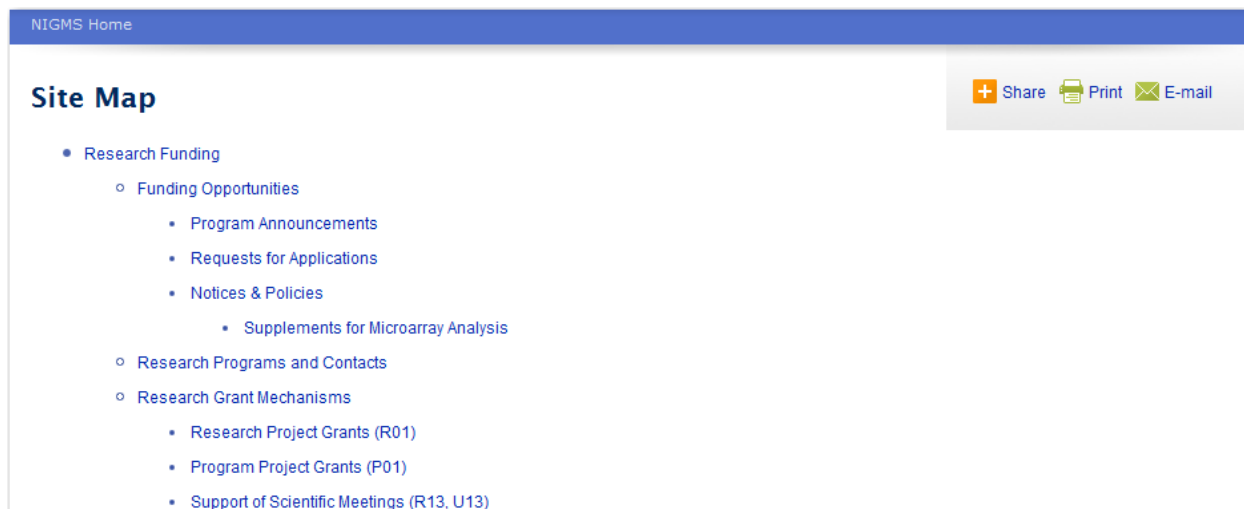 NIGMS Home
Site Map
Share Print E-mail
Research Funding
Funding Opportunities
Program Announcements
Requests for Applications
Notices & Policies
Supplements for Microarray Analysis
Research Programs and Contacts
Research Grant Mechanisms
Research Project Grants (R01)
Program Project Grants (P01)
Support of Scientific Meetings (R13, U13)